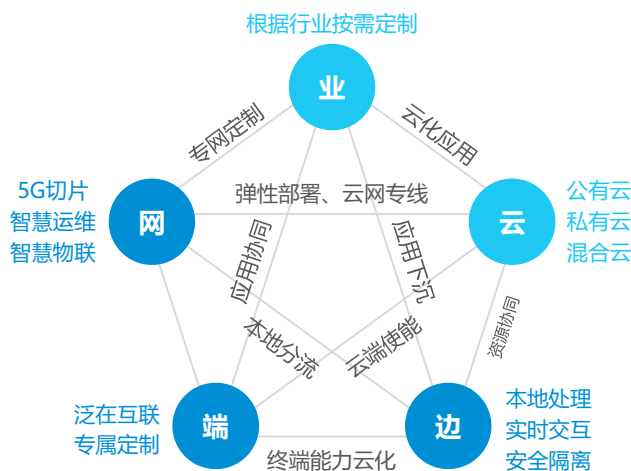 根据行业按需定制
业
专网定制
云化应用
5G切片
智慧运维
智慧物联
网
弹性部署、云网专线
云
公有云
私有云
混合云
应用协同
应用下沉
本地分流
云端使能
资源协同
泛在互联
专属定制
端
终端能力云化
边
本地处理
实时交互
安全隔离